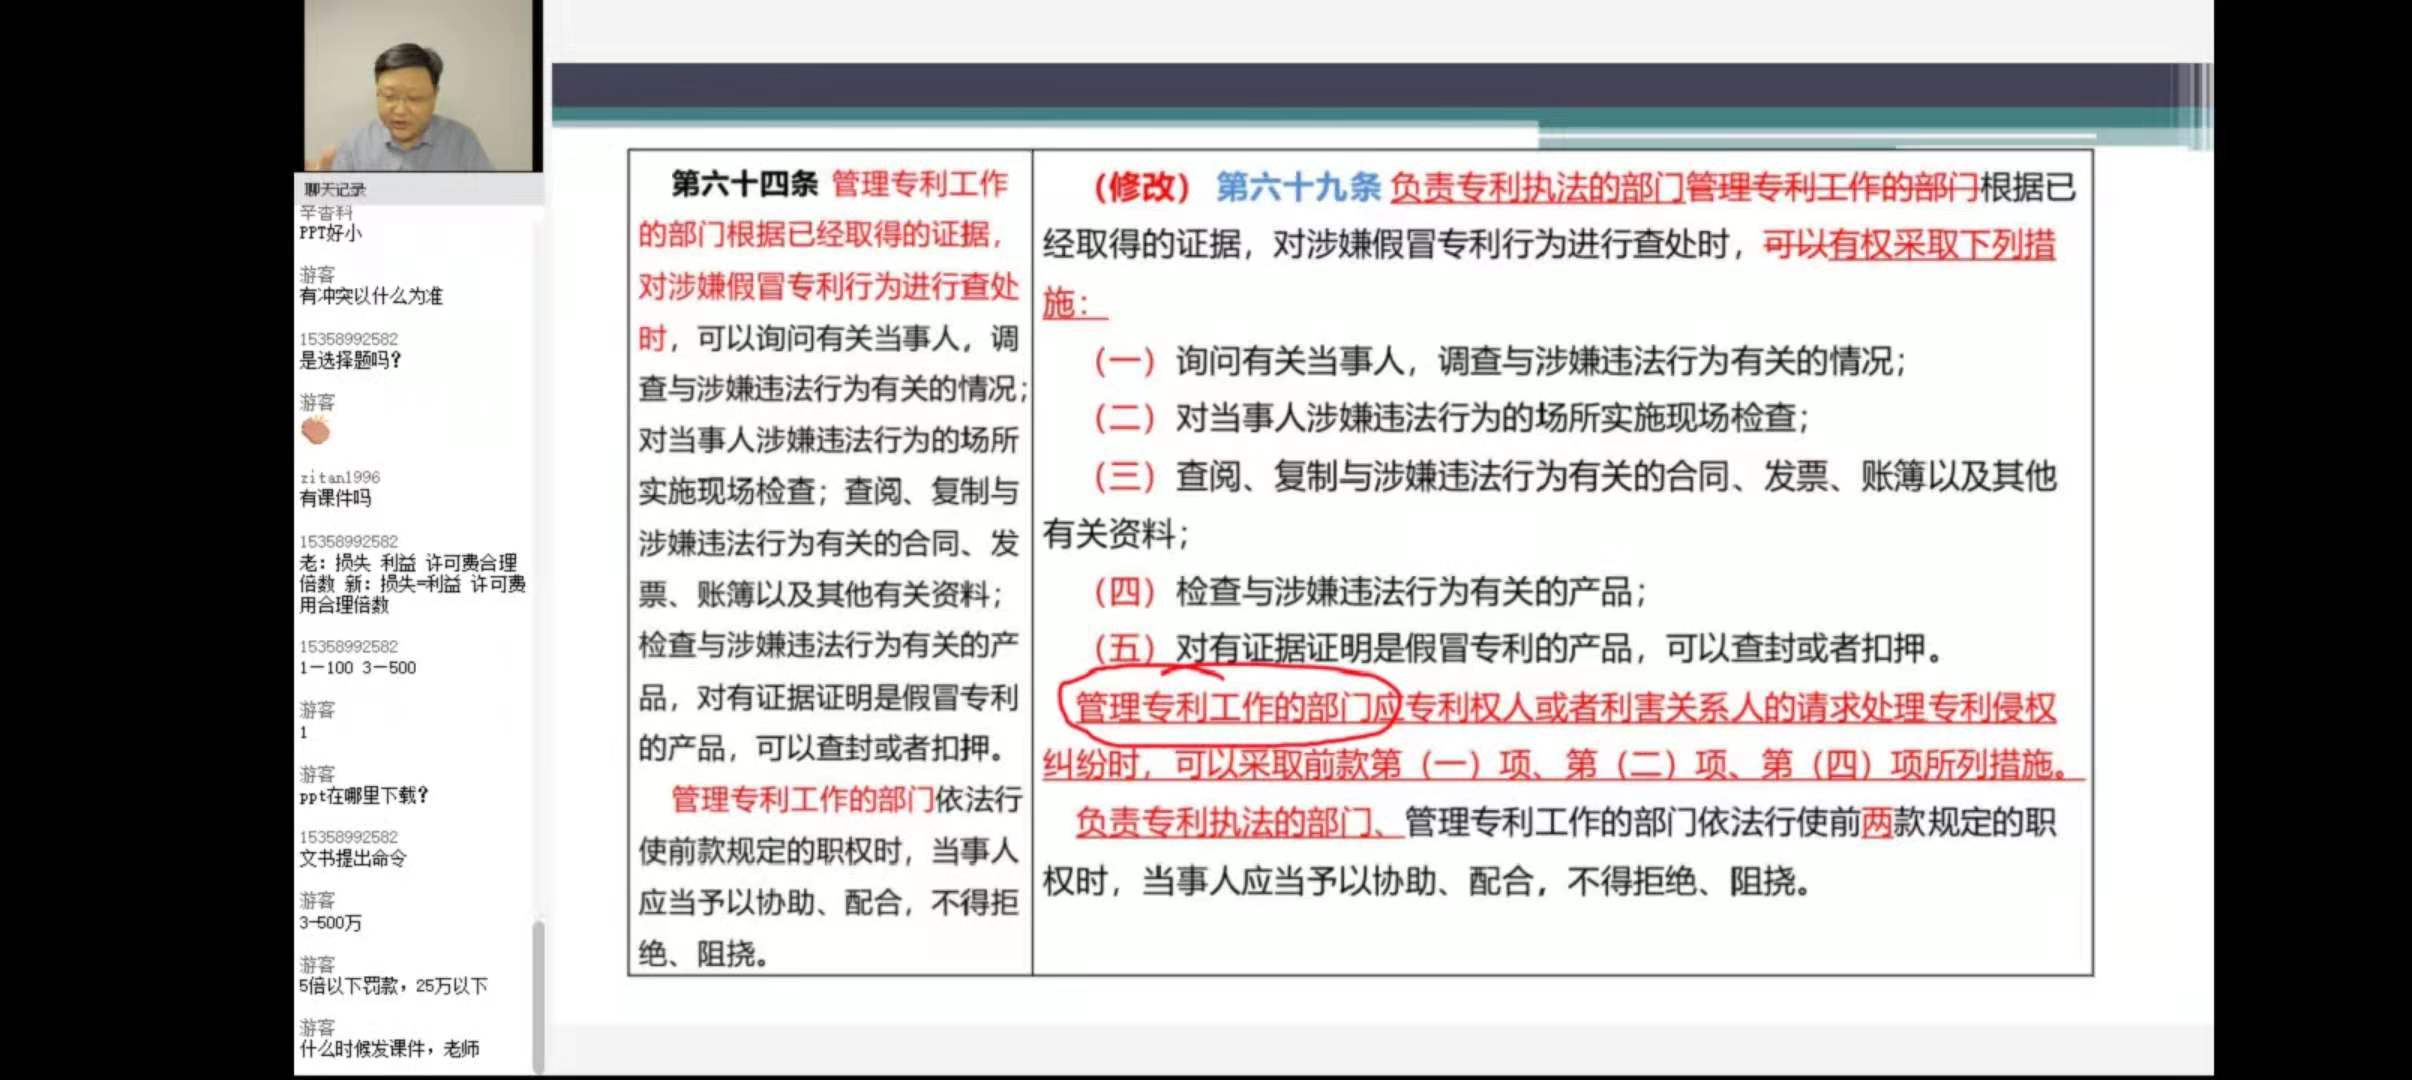 聊天记录
辛香料
PPT好小
游客
有冲突以什么为准
15358992582
是选择题吗?
游客
zitan1996
有课件吗
15358992582
老: 损失 利益 许可费合理
倍数 新: 损失=利益 许可费
用合理倍数
15358992582
1—100 3—500
游客
1
游客
ppt在哪里下载?
15358992582
文书提出命令
游客
3-500万
游客
5倍以下罚款，25万以下
游客
什么时候发课件，老师
第六十四条 管理专利工作
的部门根据已经取得的证据，
对涉嫌假冒专利行为进行查处
时，可以询问有关当事人，调
查与涉嫌违法行为有关的情况；
对当事人涉嫌违法行为的场所
实施现场检查；查阅、复制与
涉嫌违法行为有关的合同、发
票、账簿以及其他有关资料；
检查与涉嫌违法行为有关的产
品，对有证据证明是假冒专利
的产品，可以查封或者扣押。
管理专利工作的部门依法行
使前款规定的职权时，当事人
应当予以协助、配合，不得拒
绝、阻挠。
（修改）第六十九条 负责专利执法的部门管理专利工作的部门根据已
经取得的证据，对涉嫌假冒专利行为进行查处时，可以有权采取下列措
施：
（一）询问有关当事人，调查与涉嫌违法行为有关的情况；
（二）对当事人涉嫌违法行为的场所实施现场检查；
（三）查阅、复制与涉嫌违法行为有关的合同、发票、账簿以及其他
有关资料；
（四）检查与涉嫌违法行为有关的产品；
（五）对有证据证明是假冒专利的产品，可以查封或者扣押。
管理专利工作的部门应专利权人或者利害关系人的请求处理专利侵权
纠纷时，可以采取前款第（一）项、第（二）项、第（四）项所列措施。
负责专利执法的部门、管理专利工作的部门依法行使前两款规定的职
权时，当事人应当予以协助、配合，不得拒绝、阻挠。